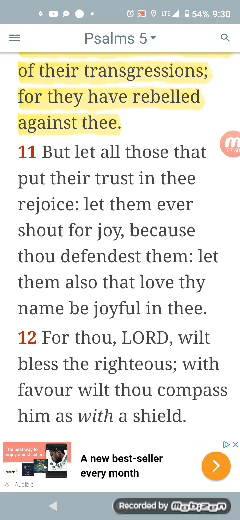 54% 9:30
Psalms 5
of their transgressions;
for they have rebelled
against thee.
11 But let all those that
put their trust in thee
rejoice: let them ever
shout for joy, because
thou defendest them: let
them also that love thy
name be joyful in thee.
12 For thou, LORD, wilt
bless the righteous; with
favour wilt thou compass
him as with a shield.
A new best-seller
every month
Audible
Recorded by mobizen